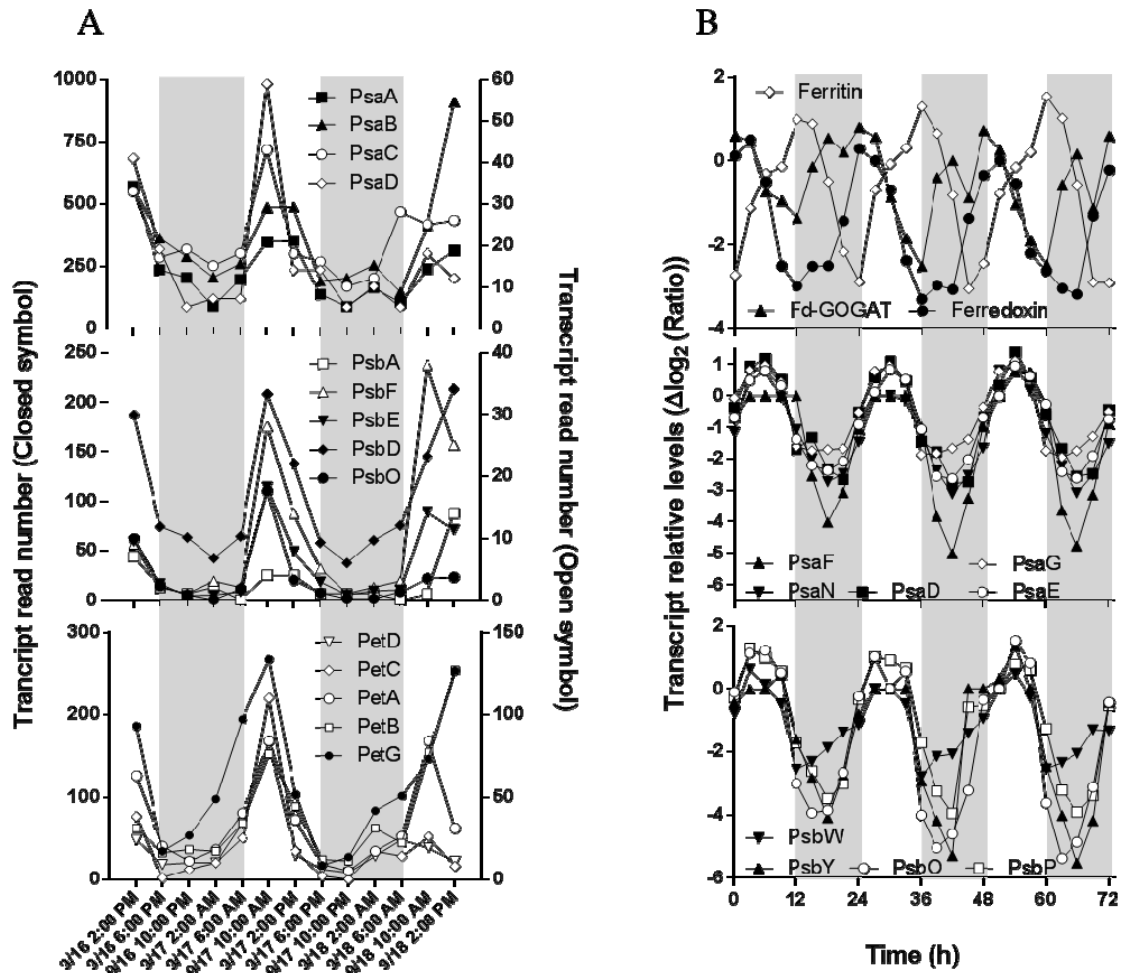 A
B
Trancript read number (Closed symbol)
Transcript read number (Open symbol)
1000
750
500
250
0
60
50
40
30
20
10
0
PsaA
PsaB
PsaC
PsaD
250
200
150
100
50
0
40
30
20
10
0
PsbA
PsbF
PsbE
PsbD
PsbO
300
200
100
0
150
100
50
0
PetD
PetC
PetA
PetB
PetG
3/16 2:00 PM
3/16 6:00 PM
3/16 10:00 PM
3/17 2:00 AM
3/17 6:00 AM
3/17 10:00 AM
3/17 2:00 PM
3/17 6:00 PM
3/17 10:00 PM
3/18 2:00 AM
3/18 6:00 AM
3/18 10:00 AM
3/18 2:00 PM
Transcript relative levels (Δlog2 (Ratio))
2
0
-2
-4
Ferritin
Fd-GOGAT Ferredoxin
1
0
-1
-2
-3
-4
-5
-6
PsaF PsaG
PsaN PsaD PsaE
2
0
-2
-4
-6
PsbW
PsbY PsbO PsbP
0 12 24 36 48 60 72
Time (h)